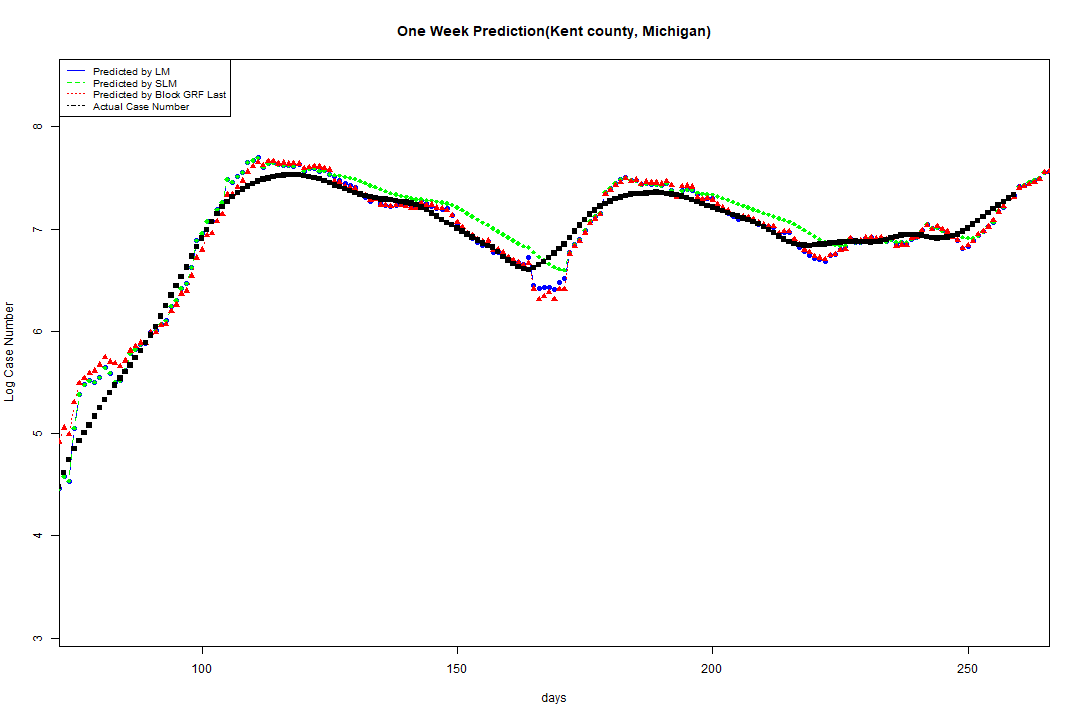 One Week Prediction(Kent county, Michigan)
Predicted by LM
Predicted by SLM
Predicted by Block GRF Last
Actual Case Number
8
7
6
5
4
3
Log Case Number
100 150 200 250
days